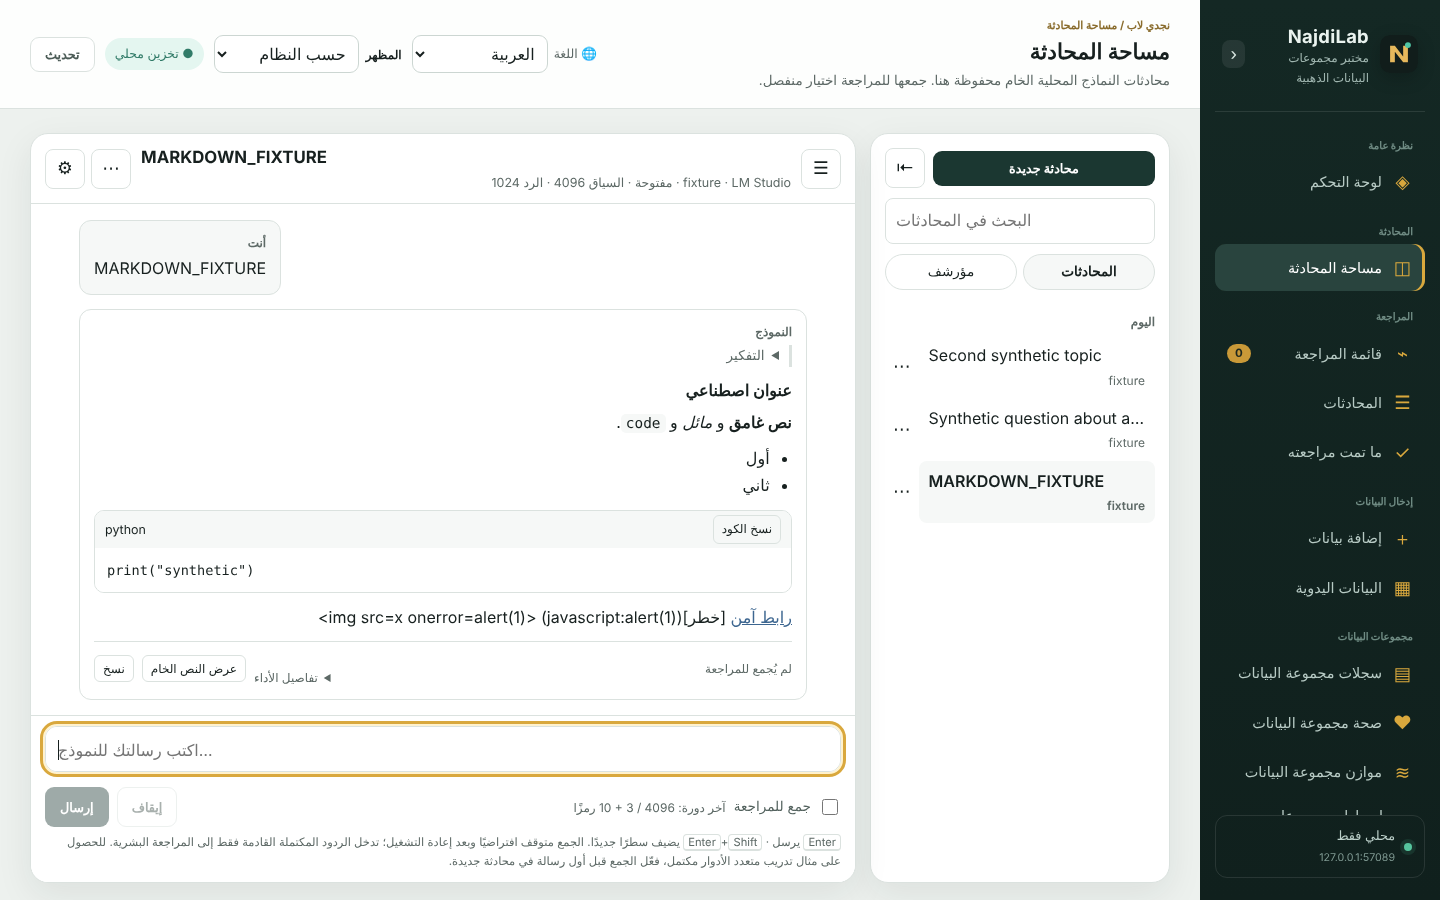 NajdiLab
مختبر مجموعات
البيانات الذهبية
نظرة عامة
لوحة التحكم
المحادثة
مساحة المحادثة
المراجعة
قائمة المراجعة
0
المحادثات
ما تمت مراجعته
إدخال البيانات
إضافة بيانات
البيانات اليدوية
مجموعات البيانات
سجلات مجموعة البيانات
صحة مجموعة البيانات
موازن مجموعة البيانات
محلي فقط
127.0.0.1:57089
نجدي لاب / مساحة المحادثة
مساحة المحادثة
محادثات النماذج المحلية الخام محفوظة هنا. جمعها للمراجعة اختيار منفصل.
اللغة
العربية
المظهر
حسب النظام
تخزين محلي
تحديث
محادثة جديدة
البحث في المحادثات
المحادثات
مؤرشف
اليوم
Second synthetic topic
fixture
Synthetic question about a...
fixture
MARKDOWN_FIXTURE
fixture
MARKDOWN_FIXTURE
fixture · LM Studio · مفتوحة · السياق 4096 · الرد 1024
أنت
MARKDOWN_FIXTURE
النموذج
التفكير
عنوان اصطناعي
نص غامق و مائل و code .
• أول
• ثاني
نسخ الكود
python
print("synthetic")
رابط آمن [خطر](javascript:alert(1)) <img src=x onerror=alert(1)>
لم يُجمع للمراجعة
تفاصيل الأداء
عرض النص الخام
نسخ
اكتب رسالتك للنموذج...
جمع للمراجعة
آخر دورة: 4096 / 3 + 10 رمزًا
إيقاف
إرسال
Enter يرسل · Shift+Enter يضيف سطرًا جديدًا. الجمع متوقف افتراضيًا وبعد إعادة التشغيل؛ تدخل الردود المكتملة القادمة فقط إلى المراجعة البشرية. للحصول
على مثال تدريب متعدد الأدوار مكتمل، فعّل الجمع قبل أول رسالة في محادثة جديدة.